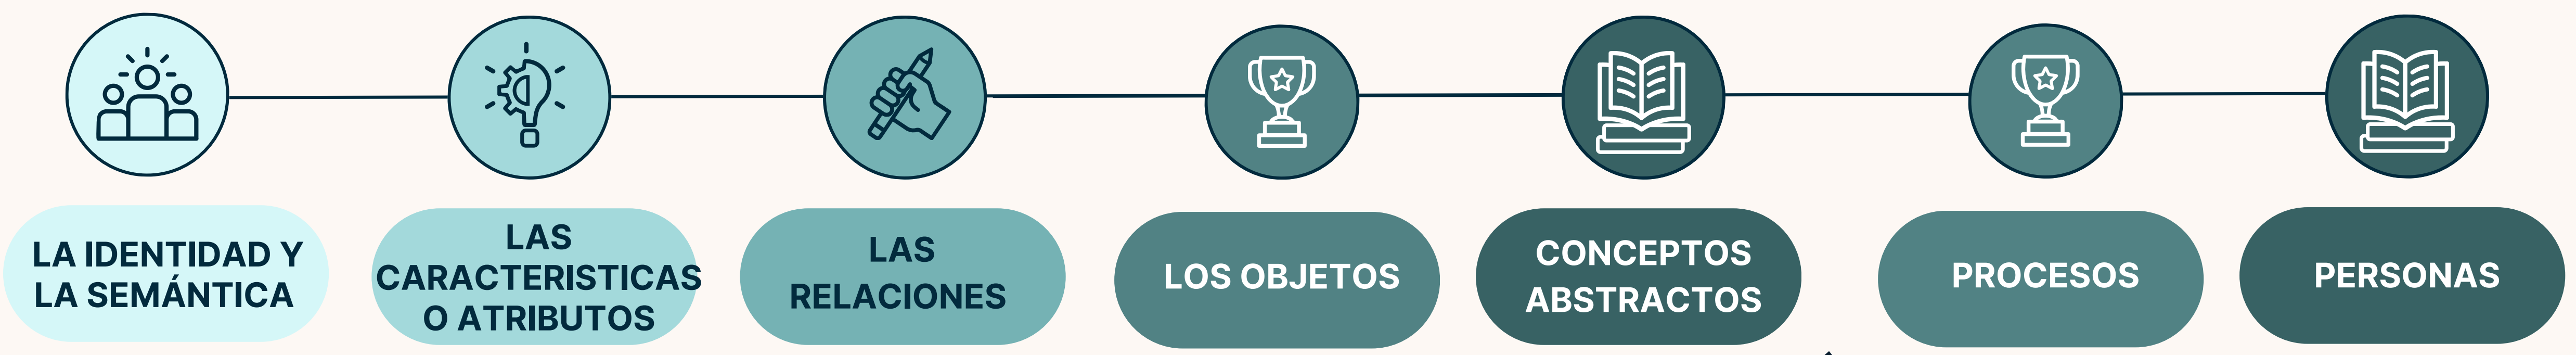 LA IDENTIDAD Y
LA SEMÁNTICA
LAS
CARACTERISTICAS
O ATRIBUTOS
LAS
RELACIONES
LOS OBJETOS
CONCEPTOS
ABSTRACTOS
PROCESOS
PERSONAS